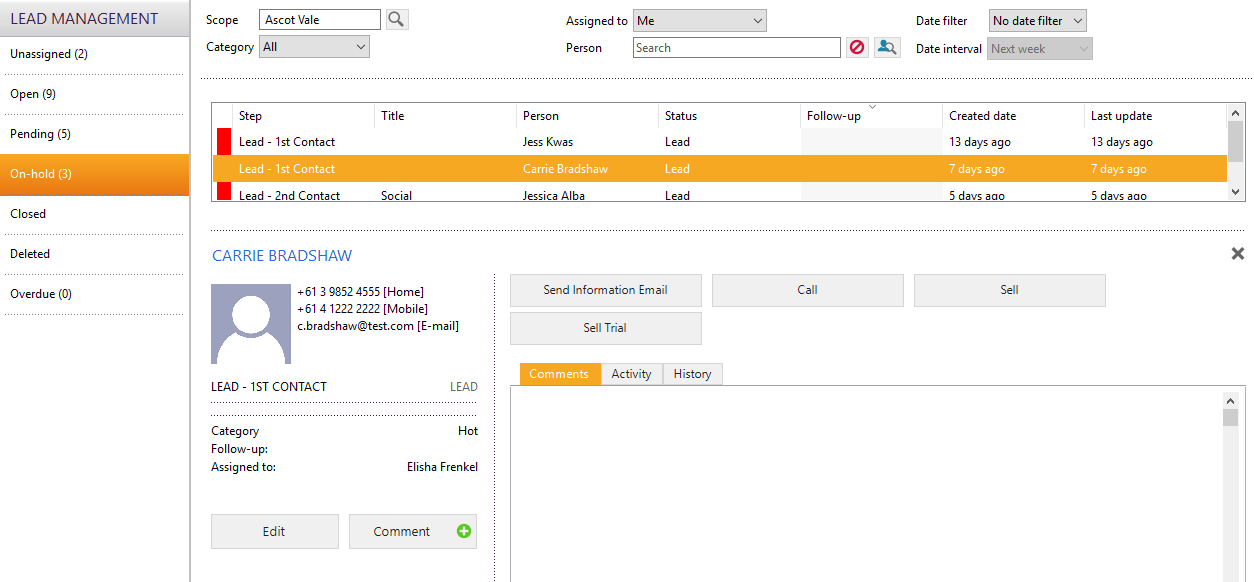 LEAD MANAGEMENT
Unassigned (2)
Open (9)
Pending (5)
On-hold (3)
Closed
Deleted
Overdue (0)
Scope Ascot Vale Assigned to Me Date filter No date filter
Category All Person Search Date interval Next week
Step Title Person Status Follow-up Created date Last update
Lead - 1st Contact Jess Kwas Lead 13 days ago 13 days ago
Lead - 1st Contact Carrie Bradshaw Lead 7 days ago 7 days ago
Lead - 2nd Contact Social Jessica Alba Lead 5 days ago 5 days ago
CARRIE BRADSHAW
+61 3 9852 4555 [Home]
+61 4 1222 2222 [Mobile]
c.bradshaw@test.com [E-mail]
LEAD - 1ST CONTACT LEAD
Category Hot
Follow-up:
Assigned to: Elisha Frenkel
Edit Comment
Send Information Email Call Sell
Sell Trial
Comments Activity History